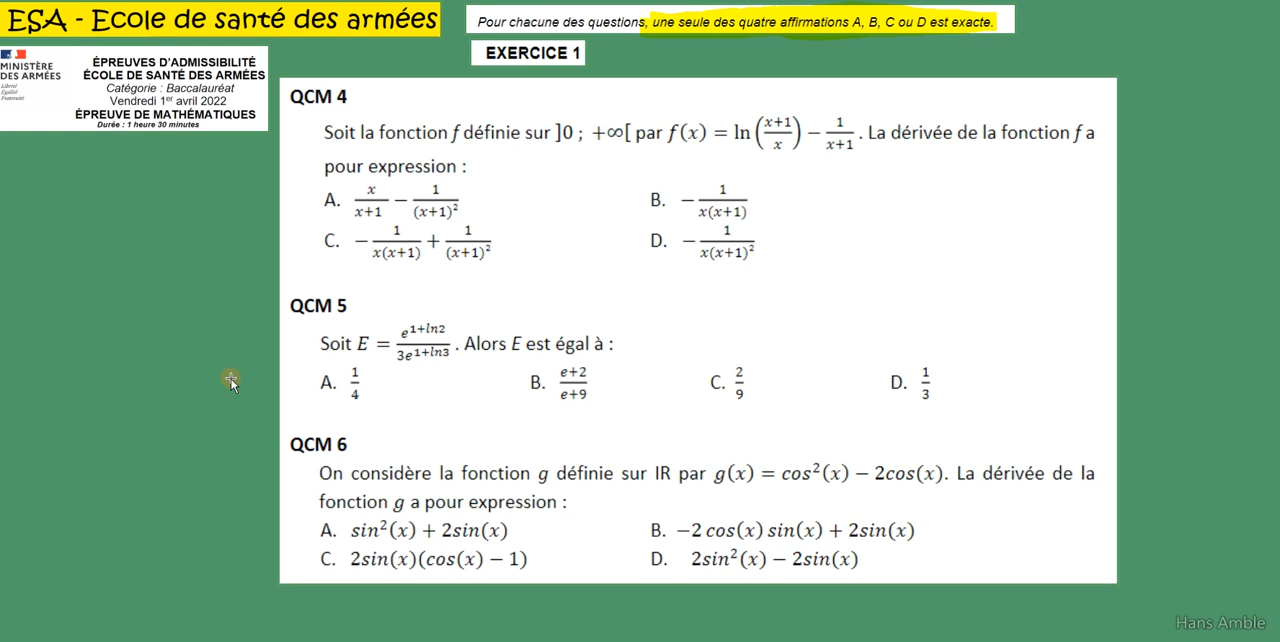 ESA - Ecole de santé des armées
Pour chacune des questions, une seule des quatre affirmations A, B, C ou D est exacte.
EXERCICE 1
MINISTÈRE
DES ARMÉES
Liberté
Égalité
Fraternité
ÉPREUVES D'ADMISSIBILITÉ
ÉCOLE DE SANTÉ DES ARMÉES
Catégorie : Baccalauréat
Vendredi 1er avril 2022
ÉPREUVE DE MATHÉMATIQUES
Durée : 1 heure 30 minutes
QCM 4
Soit la fonction f définie sur ]0 ; +∞[ par f(x) = ln((x+1)/x) − 1/(x+1). La dérivée de la fonction f a
pour expression :
A. x/(x+1) − 1/(x+1)² B. − 1/(x(x+1))
C. − 1/(x(x+1)) + 1/(x+1)² D. − 1/(x(x+1)²)
QCM 5
Soit E = e^(1+ln2)/(3e^(1+ln3)). Alors E est égal à :
A. 1/4 B. (e+2)/(e+9) C. 2/9 D. 1/3
QCM 6
On considère la fonction g définie sur IR par g(x) = cos²(x) − 2cos(x). La dérivée de la
fonction g a pour expression :
A. sin²(x) + 2sin(x) B. −2 cos(x) sin(x) + 2sin(x)
C. 2sin(x)(cos(x) − 1) D. 2sin²(x) − 2sin(x)
Hans Amble